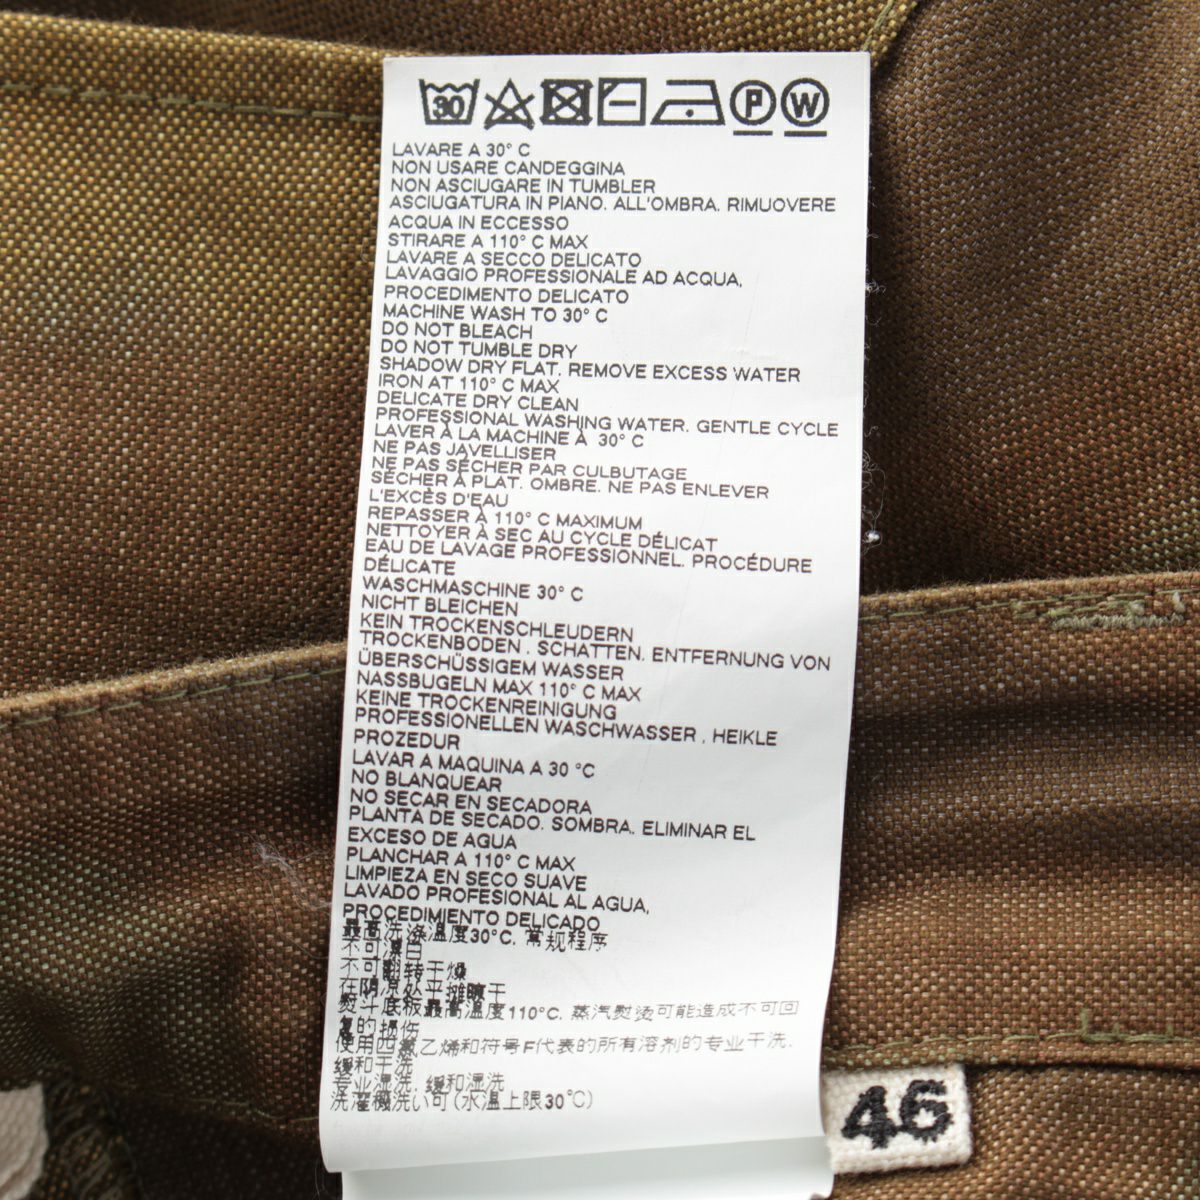 30 P W
LAVARE A 30° C
NON USARE CANDEGGINA
NON ASCIUGARE IN TUMBLER
ASCIUGATURA IN PIANO. ALL'OMBRA. RIMUOVERE
ACQUA IN ECCESSO
STIRARE A 110° C MAX
LAVARE A SECCO DELICATO
LAVAGGIO PROFESSIONALE AD ACQUA,
PROCEDIMENTO DELICATO
MACHINE WASH TO 30° C
DO NOT BLEACH
DO NOT TUMBLE DRY
SHADOW DRY FLAT. REMOVE EXCESS WATER
IRON AT 110° C MAX
DELICATE DRY CLEAN
PROFESSIONAL WASHING WATER. GENTLE CYCLE
LAVER À LA MACHINE À 30° C
NE PAS JAVELLISER
NE PAS SÉCHER PAR CULBUTAGE
SÉCHER À PLAT. OMBRE. NE PAS ENLEVER
L'EXCÈS D'EAU
REPASSER À 110° C MAXIMUM
NETTOYER À SEC AU CYCLE DÉLICAT
EAU DE LAVAGE PROFESSIONNEL. PROCÉDURE
DÉLICATE
WASCHMASCHINE 30° C
NICHT BLEICHEN
KEIN TROCKENSCHLEUDERN
TROCKENBODEN . SCHATTEN. ENTFERNUNG VON
ÜBERSCHÜSSIGEM WASSER
NASSBUGELN MAX 110° C MAX
KEINE TROCKENREINIGUNG
PROFESSIONELLEN WASCHWASSER , HEIKLE
PROZEDUR
LAVAR A MAQUINA A 30 °C
NO BLANQUEAR
NO SECAR EN SECADORA
PLANTA DE SECADO. SOMBRA. ELIMINAR EL
EXCESO DE AGUA
PLANCHAR A 110° C MAX
LIMPIEZA EN SECO SUAVE
LAVADO PROFESIONAL AL AGUA,
PROCEDIMIENTO DELICADO
最高洗涤温度30°C. 常规程序
不可漂白
不可翻转干燥
在阴凉处平摊晾干
熨斗底板最高温度110°C. 蒸汽熨烫可能造成不可回
复的损伤
使用四氯乙烯和符号F代表的所有溶剂的专业干洗.
缓和干洗
专业湿洗. 缓和湿洗
洗濯機洗い可(水温上限30℃)
46